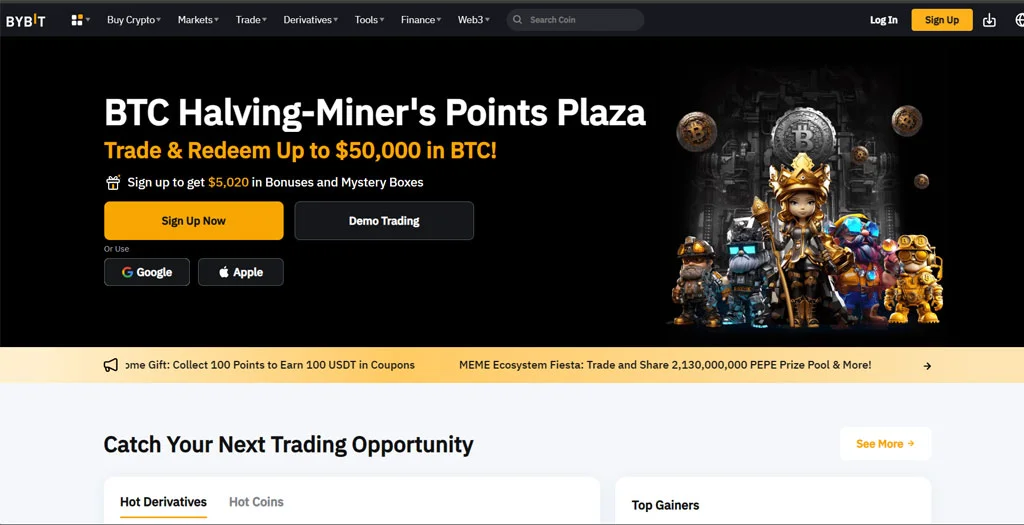 BYBIT
Buy Crypto
Markets
Trade
Derivatives
Tools
Finance
Web3
Search Coin
Log In
Sign Up
BTC Halving-Miner's Points Plaza
Trade & Redeem Up to $50,000 in BTC!
Sign up to get $5,020 in Bonuses and Mystery Boxes
Sign Up Now
Demo Trading
Or Use
Google
Apple
ome Gift: Collect 100 Points to Earn 100 USDT in Coupons
MEME Ecosystem Fiesta: Trade and Share 2,130,000,000 PEPE Prize Pool & More!
Catch Your Next Trading Opportunity
See More
Hot Derivatives
Hot Coins
Top Gainers